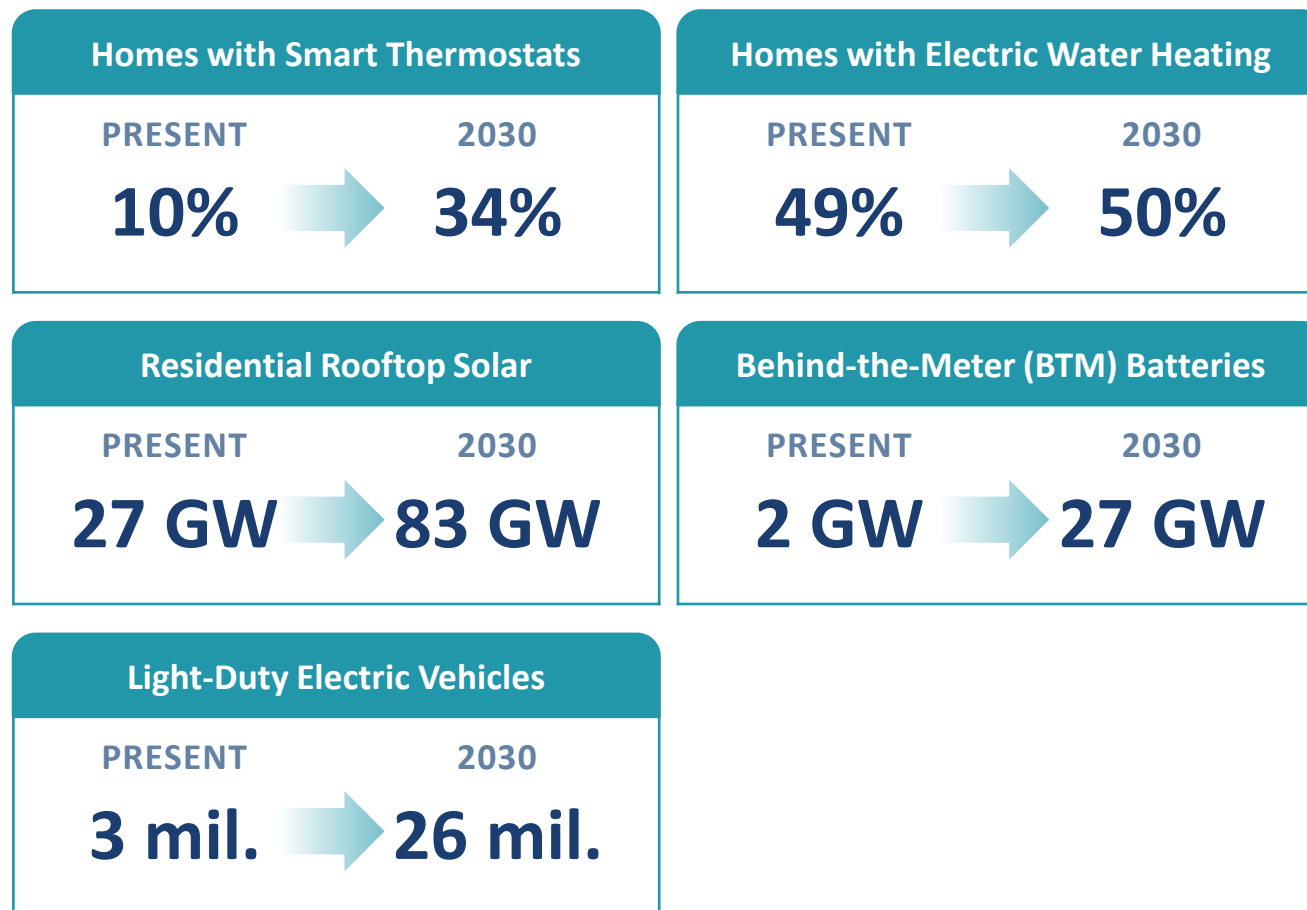 Homes with Smart Thermostats
PRESENT 2030
10% 34%
Homes with Electric Water Heating
PRESENT 2030
49% 50%
Residential Rooftop Solar
PRESENT 2030
27 GW 83 GW
Behind-the-Meter (BTM) Batteries
PRESENT 2030
2 GW 27 GW
Light-Duty Electric Vehicles
PRESENT 2030
3 mil. 26 mil.